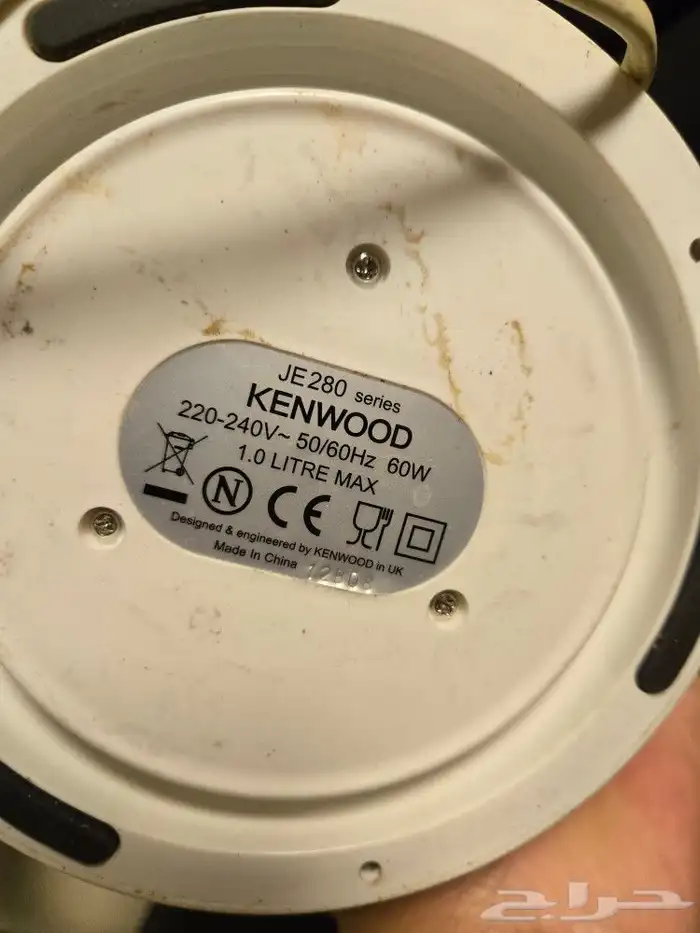 JE280 series
KENWOOD
220-240V~ 50/60Hz 60W
1.0 LITRE MAX
N CE
Designed & engineered by KENWOOD in UK
Made In China 12B08
حراج